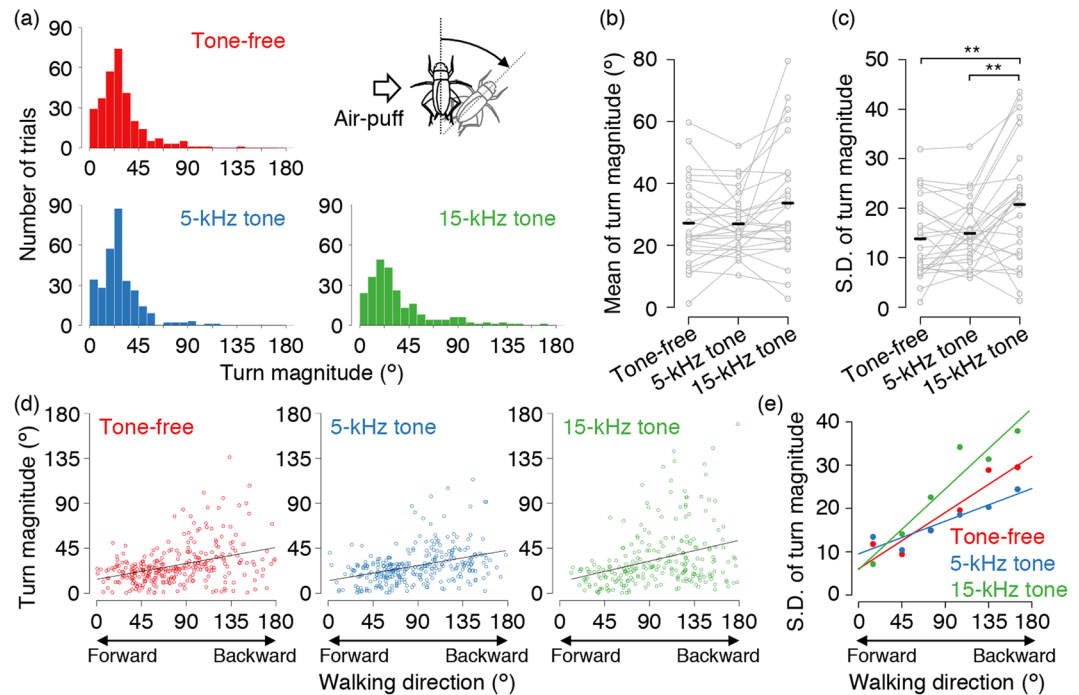 (a)
90
60
30
0
0 45 90 135 180
Tone-free
Air-puff
Number of trials
90
60
30
0
0 45 90 135 180
5-kHz tone
90
60
30
0
0 45 90 135 180
15-kHz tone
Turn magnitude (°)
(b)
Mean of turn magnitude (°)
80
60
40
20
0
Tone-free
5-kHz tone
15-kHz tone
(c)
S.D. of turn magnitude
50
40
30
20
10
0
**
**
Tone-free
5-kHz tone
15-kHz tone
(d)
Turn magnitude (°)
180
135
90
45
0
Tone-free
0 45 90 135 180
Forward Backward
180
135
90
45
0
5-kHz tone
0 45 90 135 180
Forward Backward
180
135
90
45
0
15-kHz tone
0 45 90 135 180
Forward Backward
Walking direction (°)
(e)
S.D. of turn magnitude
40
30
20
10
0
Tone-free
5-kHz tone
15-kHz tone
0 45 90 135 180
Forward Backward
Walking direction (°)